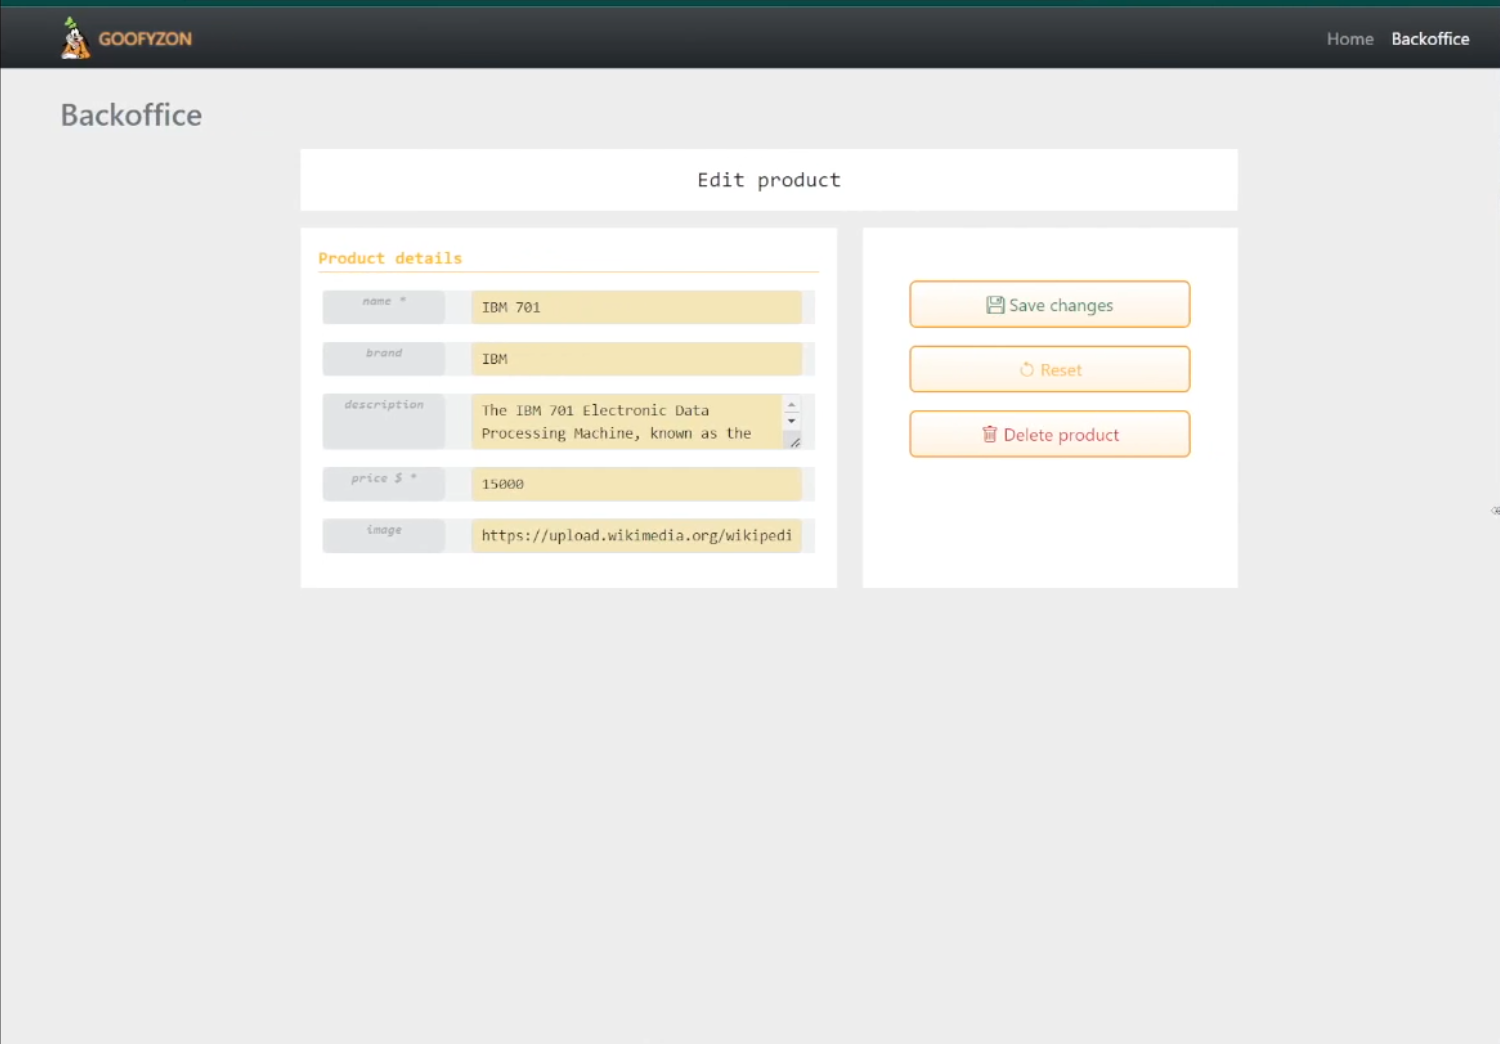 GOOFYZON
Home Backoffice
Backoffice
Edit product
Product details
name *
IBM 701
brand
IBM
description
The IBM 701 Electronic Data
Processing Machine, known as the
price $ *
15000
image
https://upload.wikimedia.org/wikipedi
Save changes
Reset
Delete product